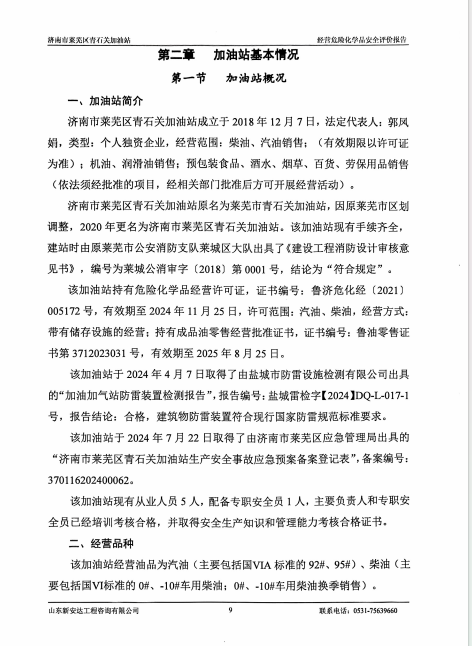 济南市莱芜区青石关加油站 经营危险化学品安全评价报告
第二章 加油站基本情况
第一节 加油站概况
一、加油站简介
济南市莱芜区青石关加油站成立于 2018 年 12 月 7 日，法定代表人：郭凤
娟，类型：个人独资企业，经营范围：柴油、汽油销售；（有效期限以许可证
为准）；机油、润滑油销售；预包装食品、酒水、烟草、百货、劳保用品销售
（依法须经批准的项目，经相关部门批准后方可开展经营活动）。
济南市莱芜区青石关加油站原名为莱芜市青石关加油站，因原莱芜市区划
调整，2020 年更名为济南市莱芜区青石关加油站。该加油站现有手续齐全，
建站时由原莱芜市公安消防支队莱城区大队出具了《建设工程消防设计审核意
见书》，编号为莱城公消审字〔2018〕第 0001 号，结论为“符合规定”。
该加油站持有危险化学品经营许可证，证书编号：鲁济危化经〔2021〕
005172 号，有效期至 2024 年 11 月 25 日，许可范围：汽油、柴油，经营方式：
带有储存设施的经营；持有成品油零售经营批准证书，证书编号：鲁油零售证
书第 3712023031 号，有效期至 2025 年 8 月 25 日。
该加油站于 2024 年 4 月 7 日取得了由盐城市防雷设施检测有限公司出具
的“加油加气站防雷装置检测报告”，报告编号：盐城雷检字【2024】DQ-L-017-1
号，报告结论：合格，建筑物防雷装置符合现行国家防雷规范标准要求。
该加油站于 2024 年 7 月 22 日取得了由济南市莱芜区应急管理局出具的
“济南市莱芜区青石关加油站生产安全事故应急预案备案登记表”，备案编号：
370116202400062。
该加油站现有从业人员 5 人，配备专职安全员 1 人，主要负责人和专职安
全员已经培训考核合格，并取得安全生产知识和管理能力考核合格证书。
二、经营品种
该加油站经营油品为汽油（主要包括国VIA 标准的 92#、95#）、柴油（主
要包括国VI标准的 0#、-10#车用柴油；0#、-10#车用柴油换季销售）。
山东新安达工程咨询有限公司 9 联系电话：0531-75639660